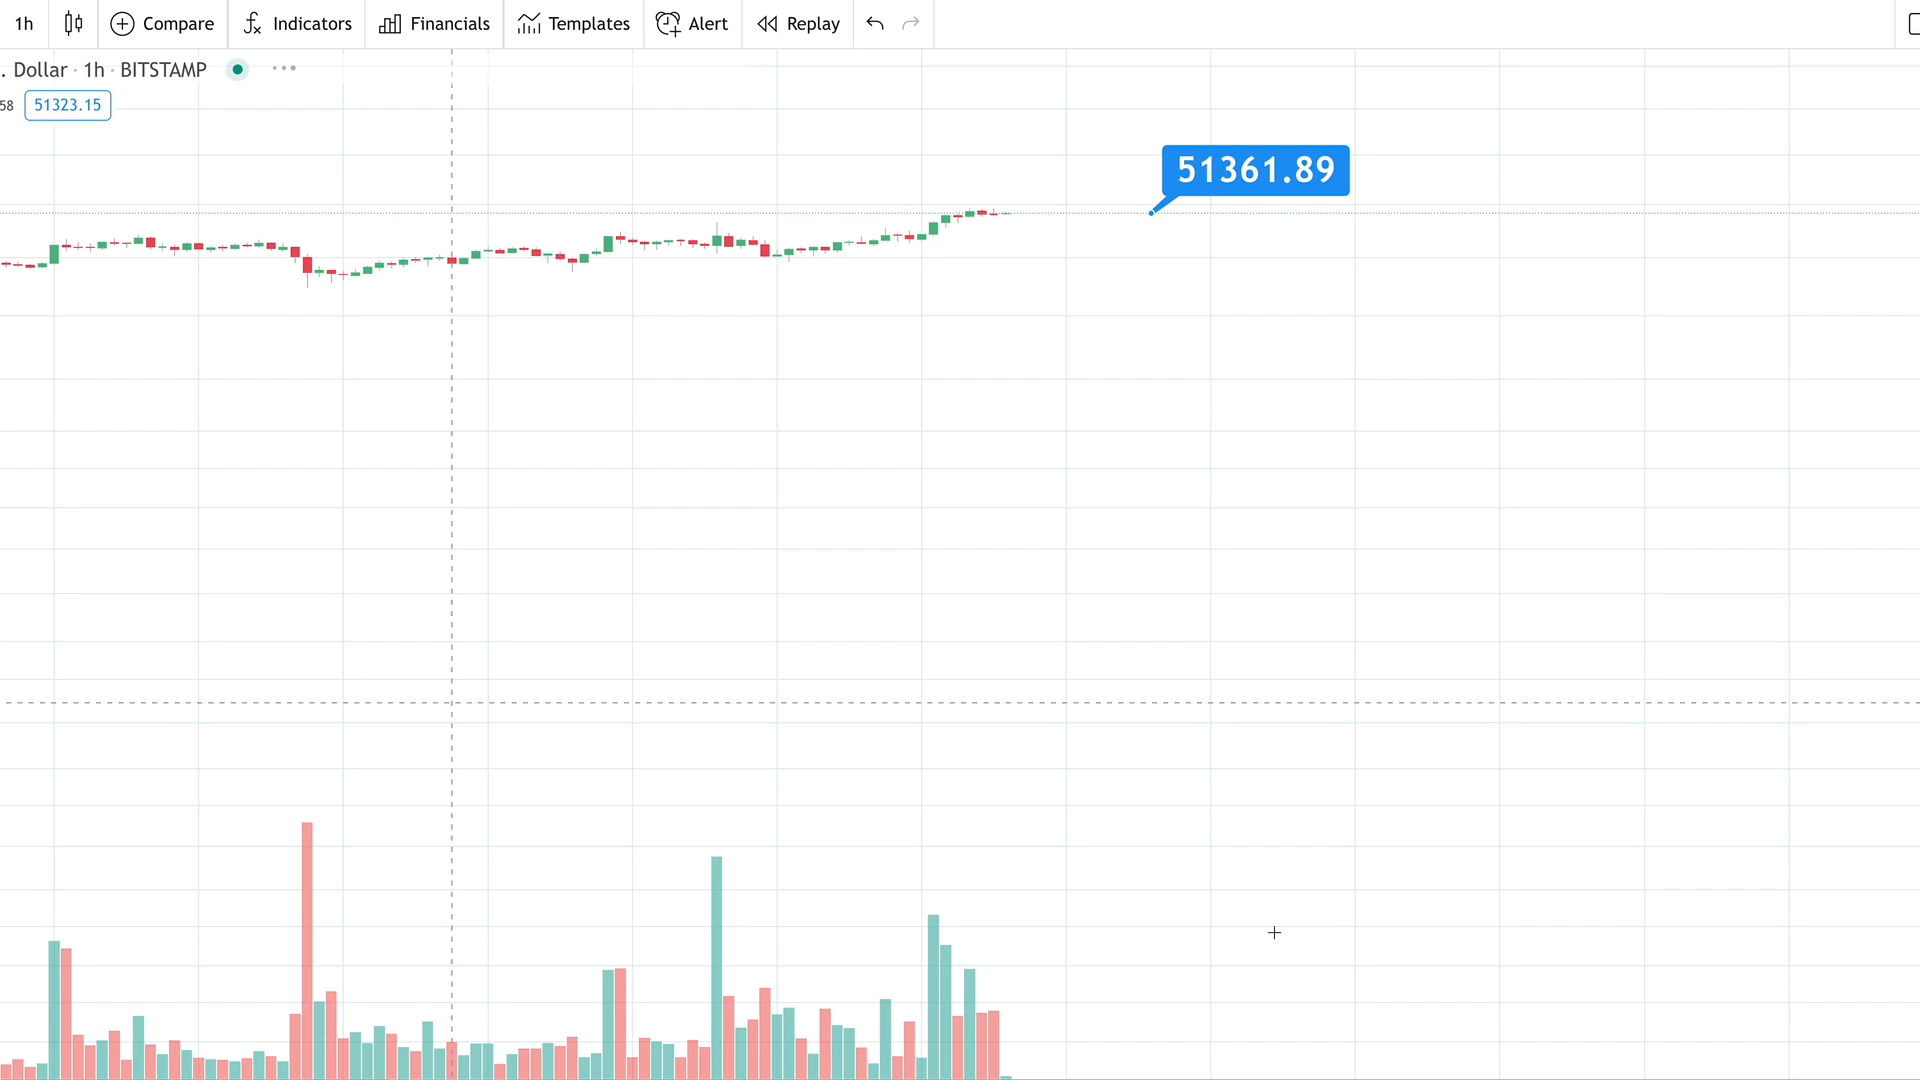 1h Compare Indicators Financials Templates Alert Replay
. Dollar · 1h · BITSTAMP
58 51323.15
51361.89